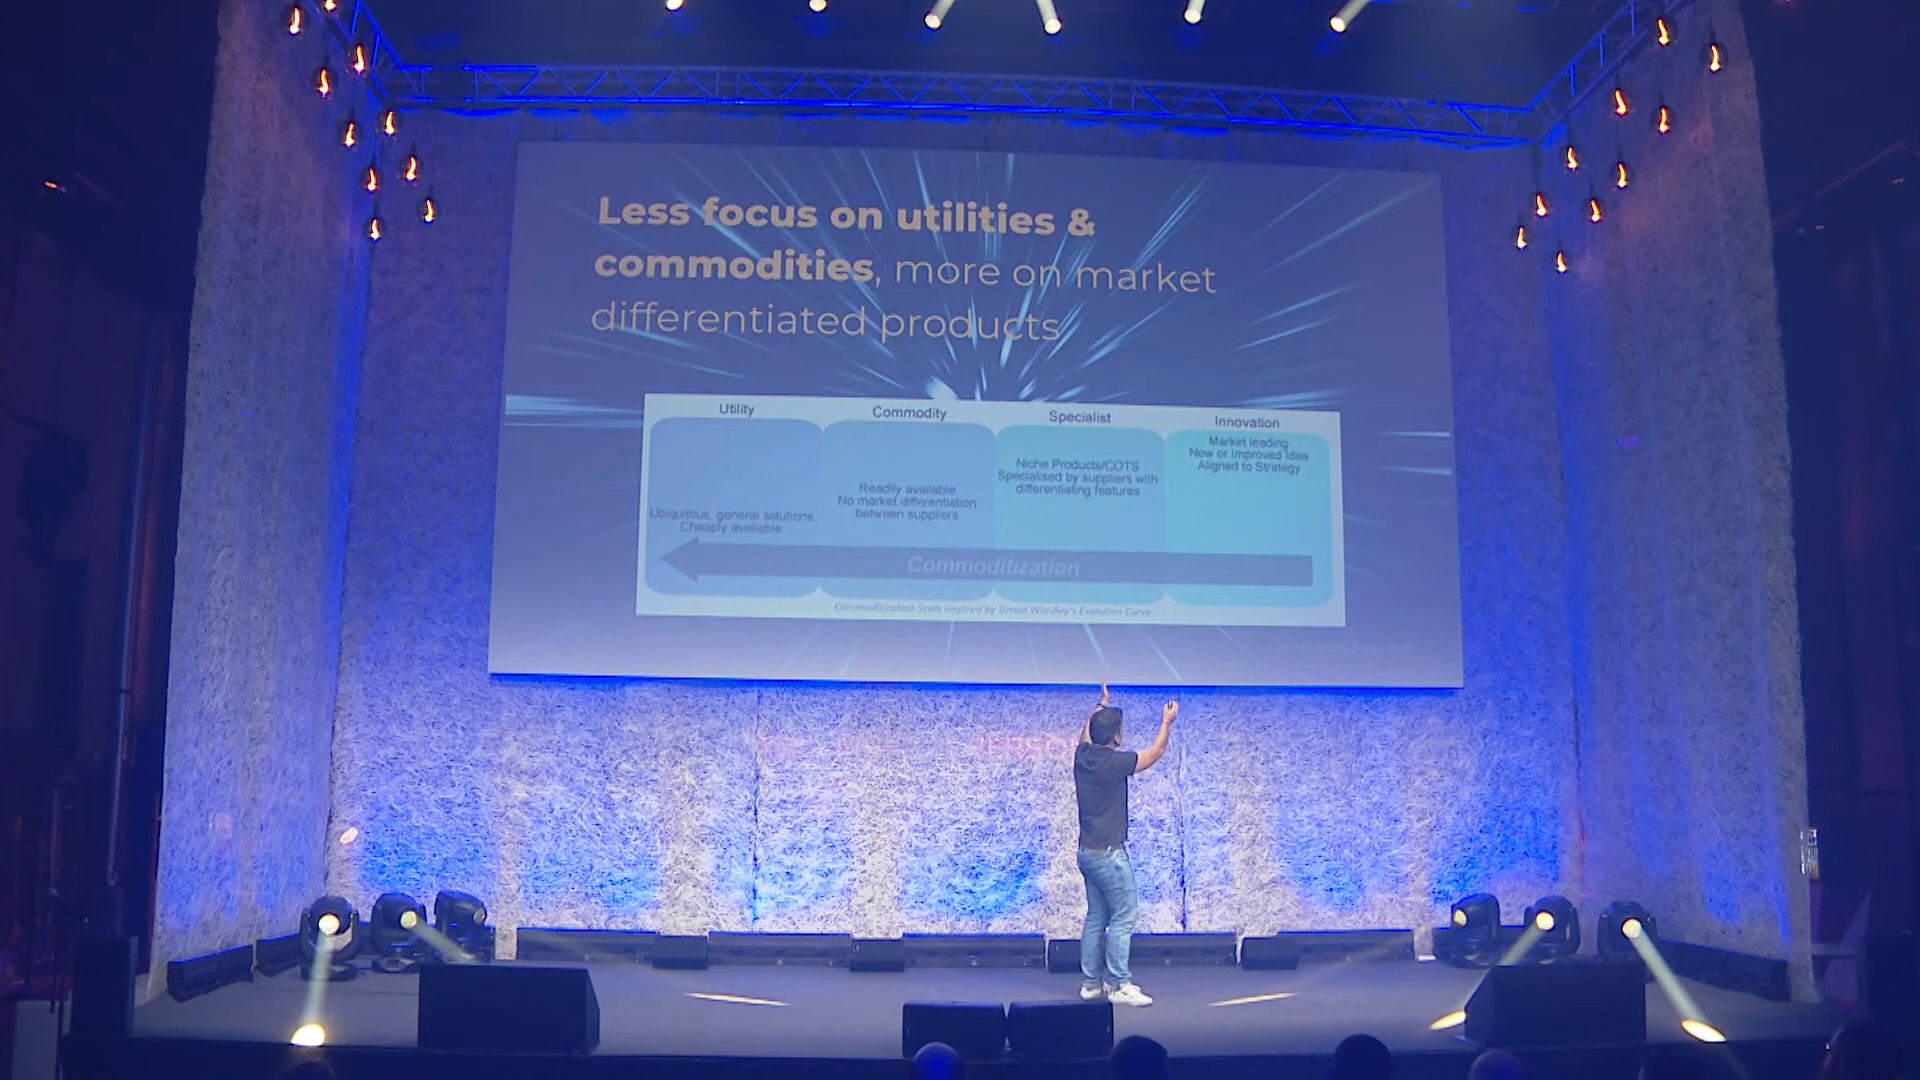 Less focus on utilities &
commodities, more on market
differentiated products
Utility
Commodity
Specialist
Innovation
Ubiquitous, general solutions
Cheaply available
Readily available
No market differentiation
between suppliers
Niche Products/COTS
Specialised by suppliers with
differentiating features
Market leading
New or Improved Idea
Aligned to Strategy
Commoditization
Commoditization Scale inspired by Simon Wardley's Evolution Curve